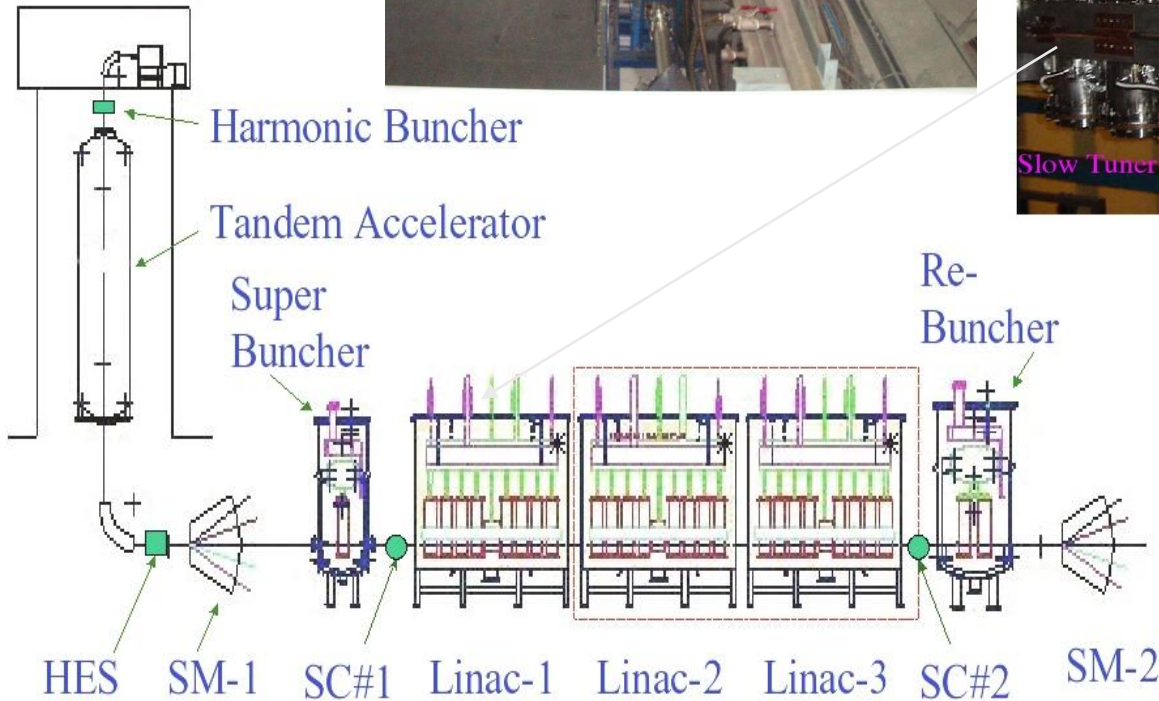 Harmonic Buncher
Slow Tuner
Tandem Accelerator
Super
Buncher
Re-
Buncher
HES
SM-1
SC#1
Linac-1
Linac-2
Linac-3
SC#2
SM-2